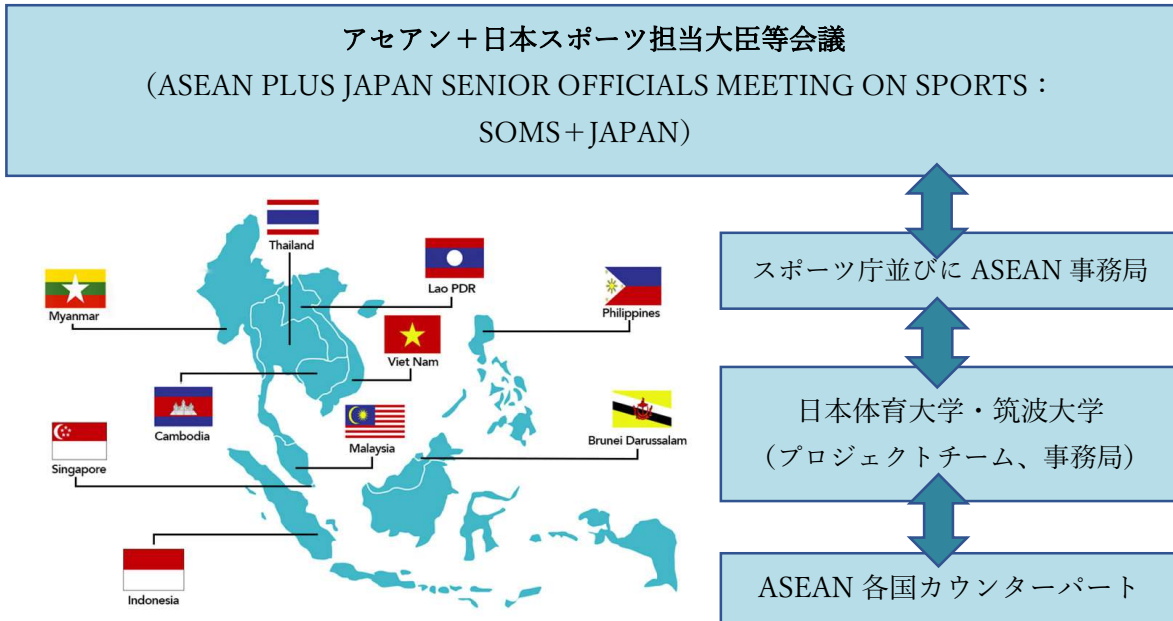 アセアン＋日本スポーツ担当大臣等会議
（ASEAN PLUS JAPAN SENIOR OFFICIALS MEETING ON SPORTS：
SOMS＋JAPAN）
Thailand
Lao PDR
Myanmar
Philippines
Viet Nam
Cambodia
Malaysia
Brunei Darussalam
Singapore
Indonesia
スポーツ庁並びに ASEAN 事務局
日本体育大学・筑波大学
（プロジェクトチーム、事務局）
ASEAN 各国カウンターパート